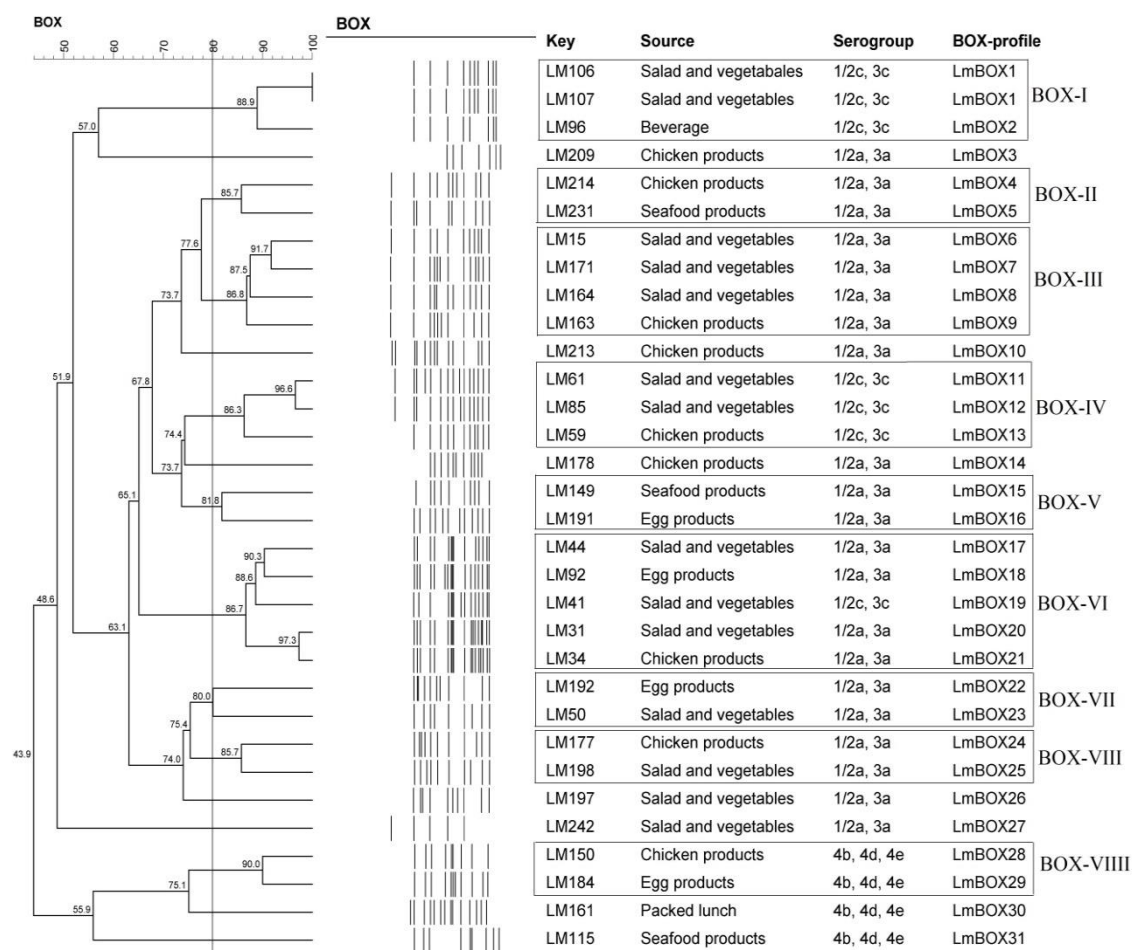 BOX BOX
50 60 70 80 90 100
Key Source Serogroup BOX-profile
LM106 Salad and vegetabales 1/2c, 3c LmBOX1
LM107 Salad and vegetables 1/2c, 3c LmBOX1 BOX-I
88.9
LM96 Beverage 1/2c, 3c LmBOX2
57.0
LM209 Chicken products 1/2a, 3a LmBOX3
LM214 Chicken products 1/2a, 3a LmBOX4
85.7 BOX-II
LM231 Seafood products 1/2a, 3a LmBOX5
77.6
LM15 Salad and vegetables 1/2a, 3a LmBOX6
91.7
LM171 Salad and vegetables 1/2a, 3a LmBOX7
87.5 BOX-III
LM164 Salad and vegetables 1/2a, 3a LmBOX8
86.8
73.7
LM163 Chicken products 1/2a, 3a LmBOX9
LM213 Chicken products 1/2a, 3a LmBOX10
51.9 67.8
LM61 Salad and vegetables 1/2c, 3c LmBOX11
96.6
LM85 Salad and vegetables 1/2c, 3c LmBOX12 BOX-IV
86.3
LM59 Chicken products 1/2c, 3c LmBOX13
74.4
LM178 Chicken products 1/2a, 3a LmBOX14
73.7
65.1
LM149 Seafood products 1/2a, 3a LmBOX15
81.8 BOX-V
LM191 Egg products 1/2a, 3a LmBOX16
LM44 Salad and vegetables 1/2a, 3a LmBOX17
90.3
LM92 Egg products 1/2a, 3a LmBOX18
88.6
LM41 Salad and vegetables 1/2c, 3c LmBOX19 BOX-VI
48.6 86.7
63.1
LM31 Salad and vegetables 1/2a, 3a LmBOX20
97.3
LM34 Chicken products 1/2a, 3a LmBOX21
LM192 Egg products 1/2a, 3a LmBOX22
80.0 BOX-VII
LM50 Salad and vegetables 1/2a, 3a LmBOX23
75.4
LM177 Chicken products 1/2a, 3a LmBOX24
43.9 74.0 85.7 BOX-VIII
LM198 Salad and vegetables 1/2a, 3a LmBOX25
LM197 Salad and vegetables 1/2a, 3a LmBOX26
LM242 Salad and vegetables 1/2a, 3a LmBOX27
LM150 Chicken products 4b, 4d, 4e LmBOX28
90.0 BOX-VIIII
LM184 Egg products 4b, 4d, 4e LmBOX29
75.1
LM161 Packed lunch 4b, 4d, 4e LmBOX30
55.9
LM115 Seafood products 4b, 4d, 4e LmBOX31